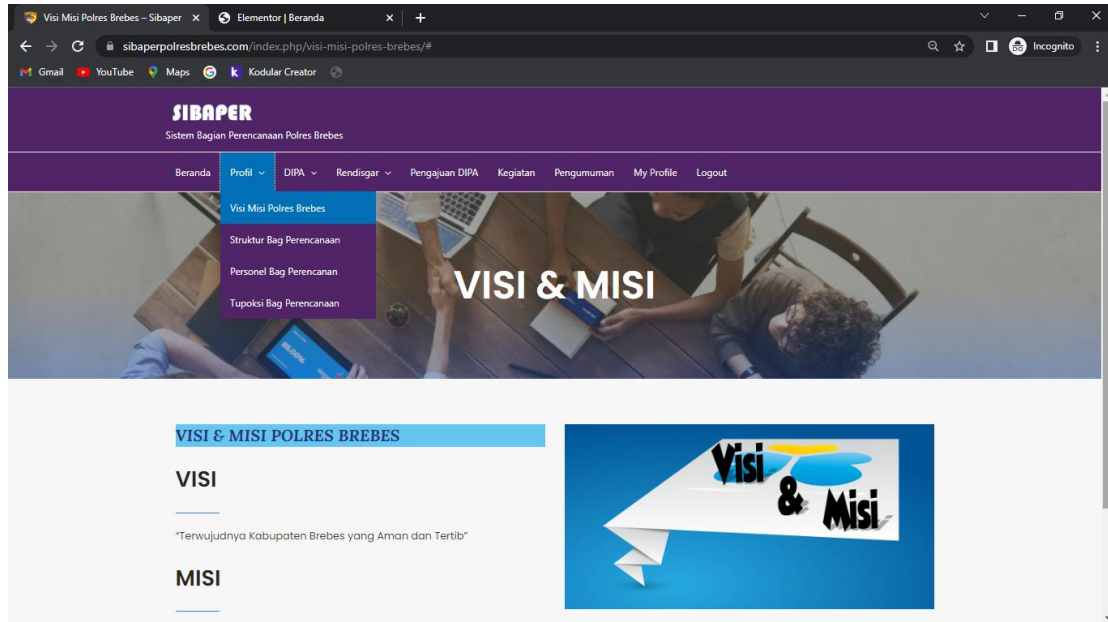 Visi Misi Polres Brebes – Sibaper
Elementor | Beranda
sibaperpolresbrebes.com/index.php/visi-misi-polres-brebes/#
Incognito
Gmail YouTube Maps Kodular Creator
SIBAPER
Sistem Bagian Perencanaan Polres Brebes
Beranda Profil DIPA Rendisgar Pengajuan DIPA Kegiatan Pengumuman My Profile Logout
Visi Misi Polres Brebes
Struktur Bag Perencanaan
Personel Bag Perencanan
Tupoksi Bag Perencanaan
VISI & MISI
85.00%
VISI & MISI POLRES BREBES
VISI
"Terwujudnya Kabupaten Brebes yang Aman dan Tertib"
MISI
Visi
&
Misi